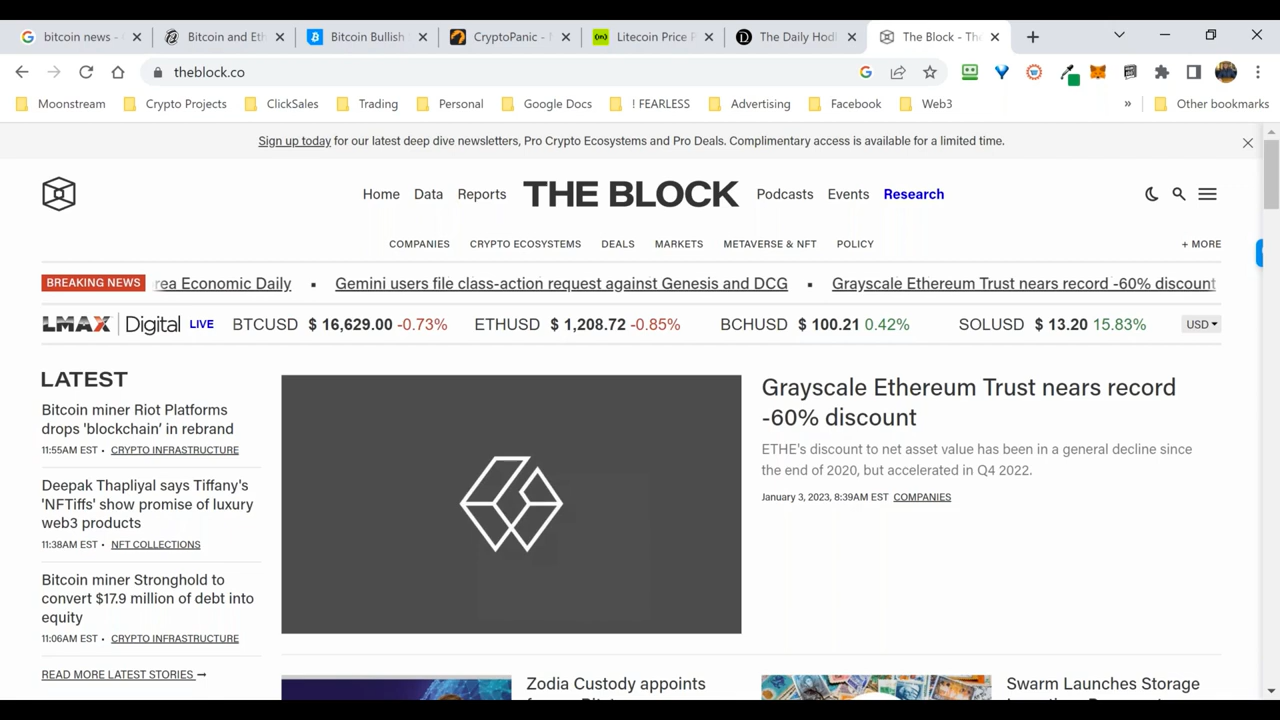 bitcoin news -
Bitcoin and Eth
Bitcoin Bullish
CryptoPanic -
Litecoin Price
The Daily Hodl
The Block - The
theblock.co
Moonstream
Crypto Projects
ClickSales
Trading
Personal
Google Docs
! FEARLESS
Advertising
Facebook
Web3
»
Other bookmarks
Sign up today for our latest deep dive newsletters, Pro Crypto Ecosystems and Pro Deals. Complimentary access is available for a limited time.
Home Data Reports THE BLOCK Podcasts Events Research
COMPANIES CRYPTO ECOSYSTEMS DEALS MARKETS METAVERSE & NFT POLICY + MORE
BREAKING NEWS rea Economic Daily ▪ Gemini users file class-action request against Genesis and DCG ▪ Grayscale Ethereum Trust nears record -60% discount
LMAX Digital LIVE BTCUSD $ 16,629.00 -0.73% ETHUSD $ 1,208.72 -0.85% BCHUSD $ 100.21 0.42% SOLUSD $ 13.20 15.83% USD
LATEST
Bitcoin miner Riot Platforms
drops 'blockchain' in rebrand
11:55AM EST • CRYPTO INFRASTRUCTURE
Deepak Thapliyal says Tiffany's
'NFTiffs' show promise of luxury
web3 products
11:38AM EST • NFT COLLECTIONS
Bitcoin miner Stronghold to
convert $17.9 million of debt into
equity
11:06AM EST • CRYPTO INFRASTRUCTURE
READ MORE LATEST STORIES →
Grayscale Ethereum Trust nears record
-60% discount
ETHE's discount to net asset value has been in a general decline since
the end of 2020, but accelerated in Q4 2022.
January 3, 2023, 8:39AM EST COMPANIES
Zodia Custody appoints
Swarm Launches Storage